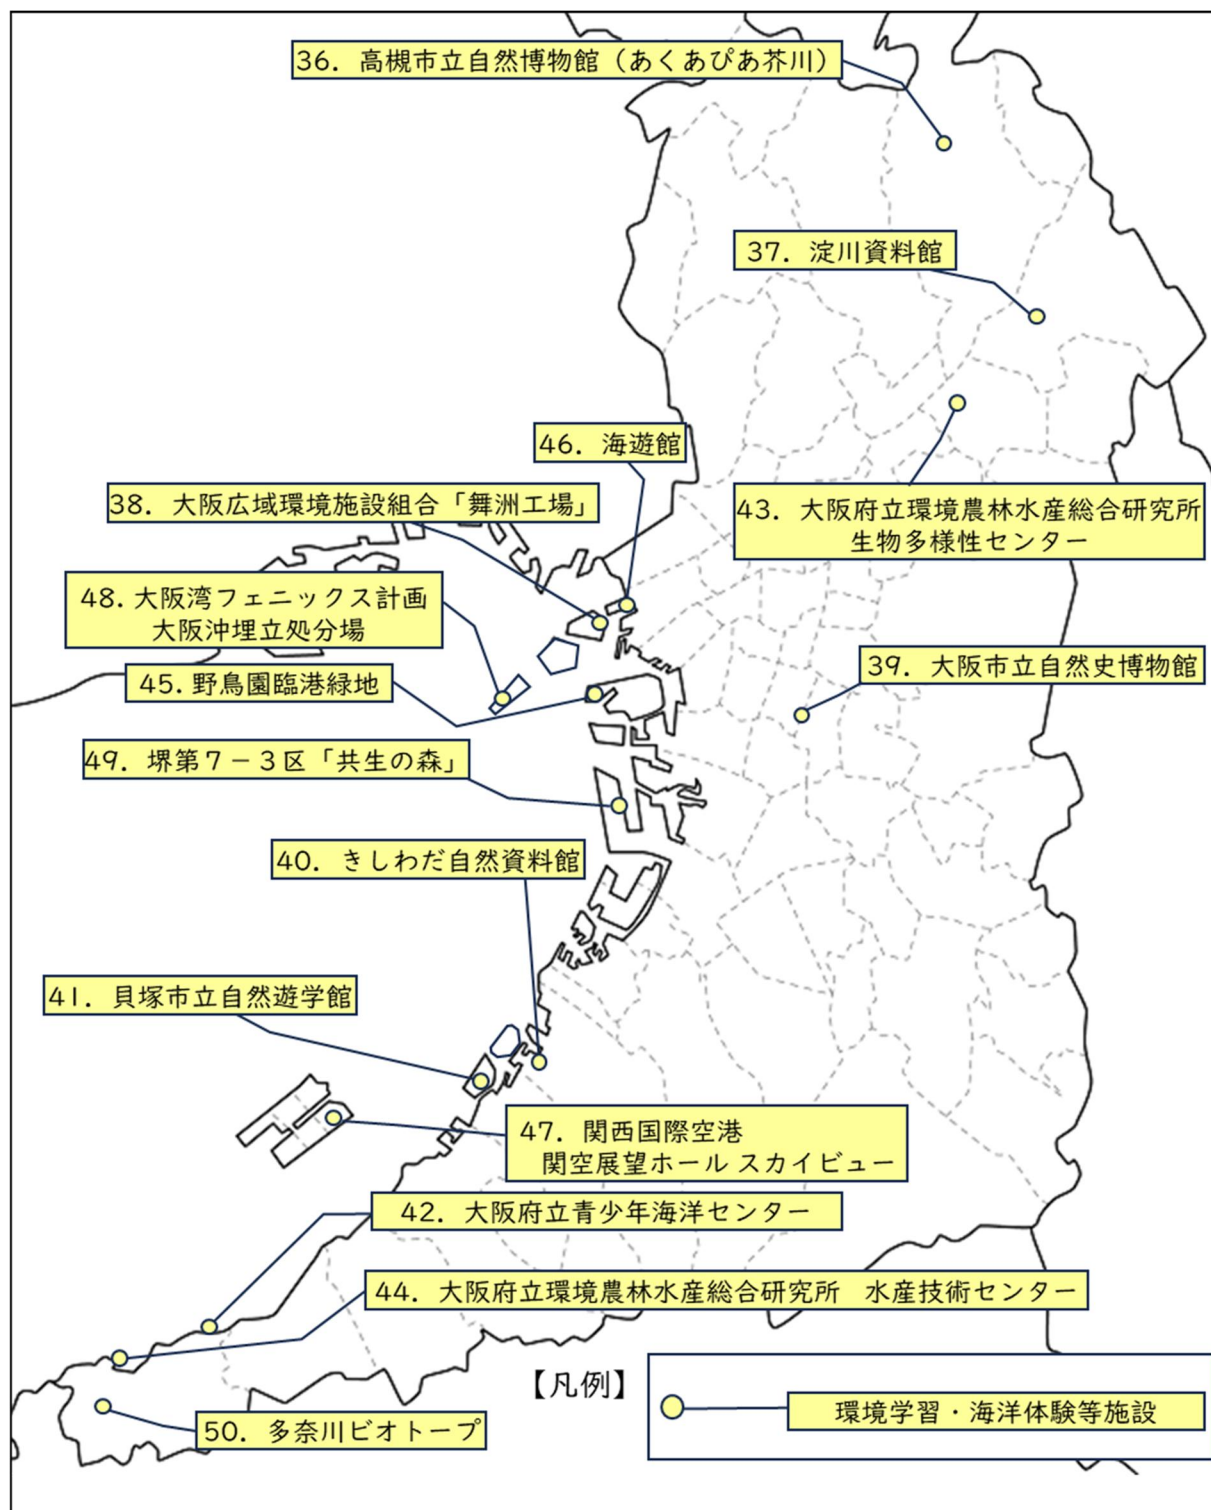 36. 高槻市立自然博物館（あくあぴあ芥川）
37. 淀川資料館
46. 海遊館
38. 大阪広域環境施設組合「舞洲工場」
43. 大阪府立環境農林水産総合研究所
生物多様性センター
48. 大阪湾フェニックス計画
大阪沖埋立処分場
45. 野鳥園臨港緑地
39. 大阪市立自然史博物館
49. 堺第７－３区「共生の森」
40. きしわだ自然資料館
41. 貝塚市立自然遊学館
47. 関西国際空港
関空展望ホール スカイビュー
42. 大阪府立青少年海洋センター
44. 大阪府立環境農林水産総合研究所　水産技術センター
【凡例】
環境学習・海洋体験等施設
50. 多奈川ビオトープ